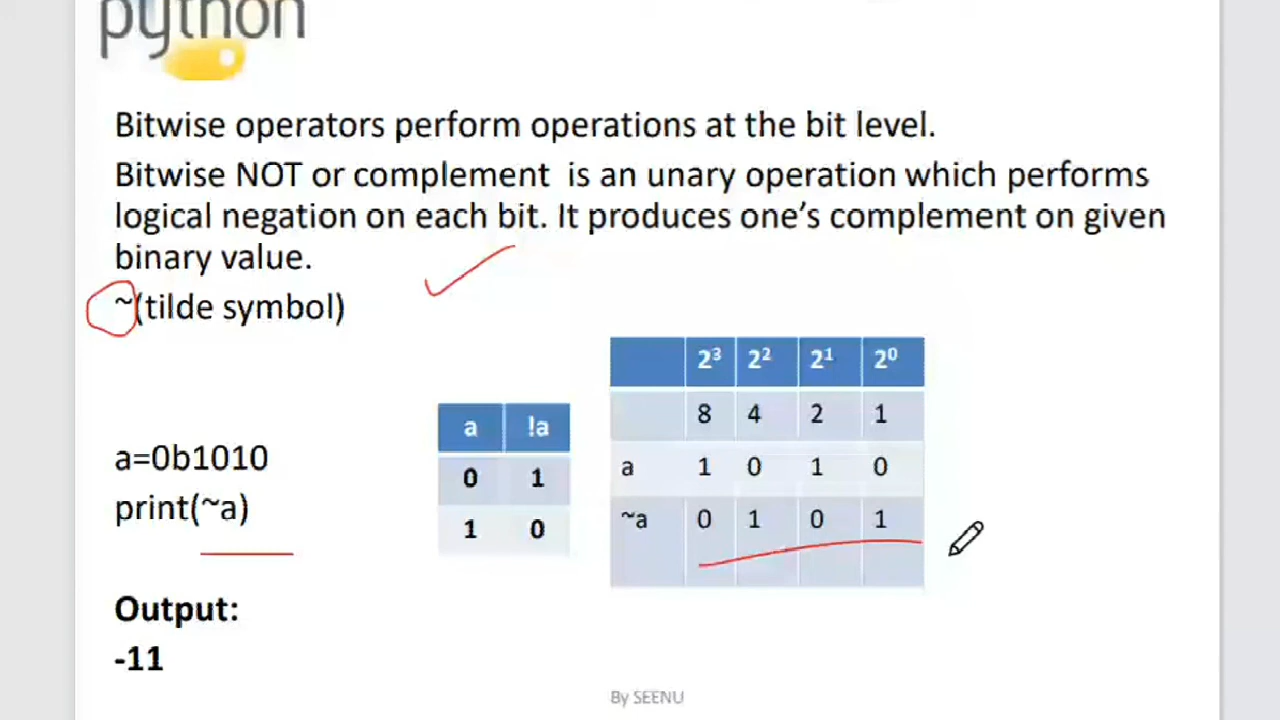 python
Bitwise operators perform operations at the bit level.
Bitwise NOT or complement is an unary operation which performs
logical negation on each bit. It produces one’s complement on given
binary value.
~(tilde symbol)
a=0b1010
print(~a)
Output:
-11
a !a
0 1
1 0
2³ 2² 2¹ 2⁰
8 4 2 1
a 1 0 1 0
~a 0 1 0 1
By SEENU